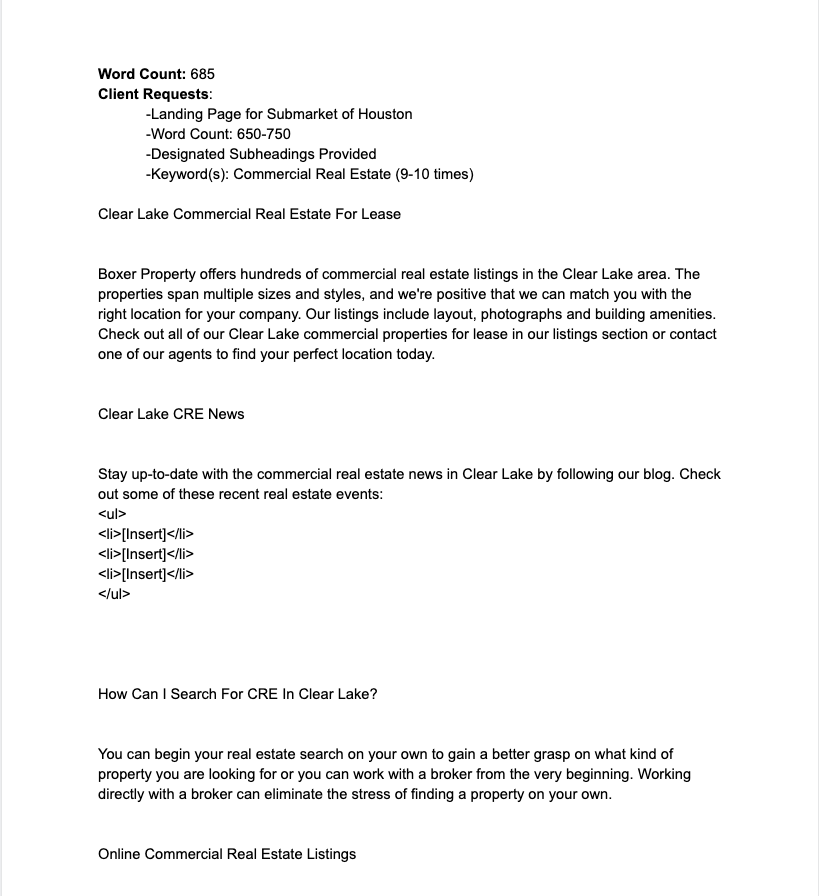 Word Count: 685
Client Requests:
-Landing Page for Submarket of Houston
-Word Count: 650-750
-Designated Subheadings Provided
-Keyword(s): Commercial Real Estate (9-10 times)
Clear Lake Commercial Real Estate For Lease
Boxer Property offers hundreds of commercial real estate listings in the Clear Lake area. The
properties span multiple sizes and styles, and we're positive that we can match you with the
right location for your company. Our listings include layout, photographs and building amenities.
Check out all of our Clear Lake commercial properties for lease in our listings section or contact
one of our agents to find your perfect location today.
Clear Lake CRE News
Stay up-to-date with the commercial real estate news in Clear Lake by following our blog. Check
out some of these recent real estate events:
<ul>
<li>[Insert]</li>
<li>[Insert]</li>
<li>[Insert]</li>
</ul>
How Can I Search For CRE In Clear Lake?
You can begin your real estate search on your own to gain a better grasp on what kind of
property you are looking for or you can work with a broker from the very beginning. Working
directly with a broker can eliminate the stress of finding a property on your own.
Online Commercial Real Estate Listings